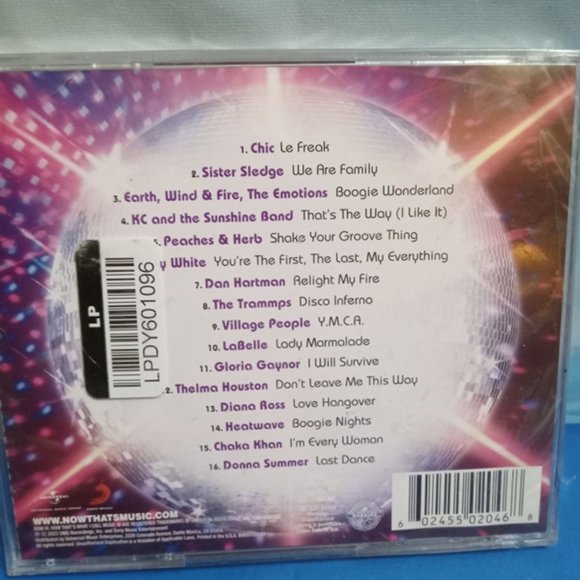 1. Chic Le Freak
2. Sister Sledge We Are Family
3. Earth, Wind & Fire, The Emotions Boogie Wonderland
4. KC and the Sunshine Band That's The Way (I Like It)
5. Peaches & Herb Shake Your Groove Thing
y White You're The First, The Last, My Everything
7. Dan Hartman Relight My Fire
8. The Trammps Disco Inferno
9. Village People Y.M.C.A.
10. LaBelle Lady Marmalade
11. Gloria Gaynor I Will Survive
2. Thelma Houston Don't Leave Me This Way
13. Diana Ross Love Hangover
14. Heatwave Boogie Nights
15. Chaka Khan I'm Every Woman
16. Donna Summer Last Dance
LP
LPDY601096
UNIVERSAL
WWW.NOWTHATSMUSIC.COM
6 02455 02046 8